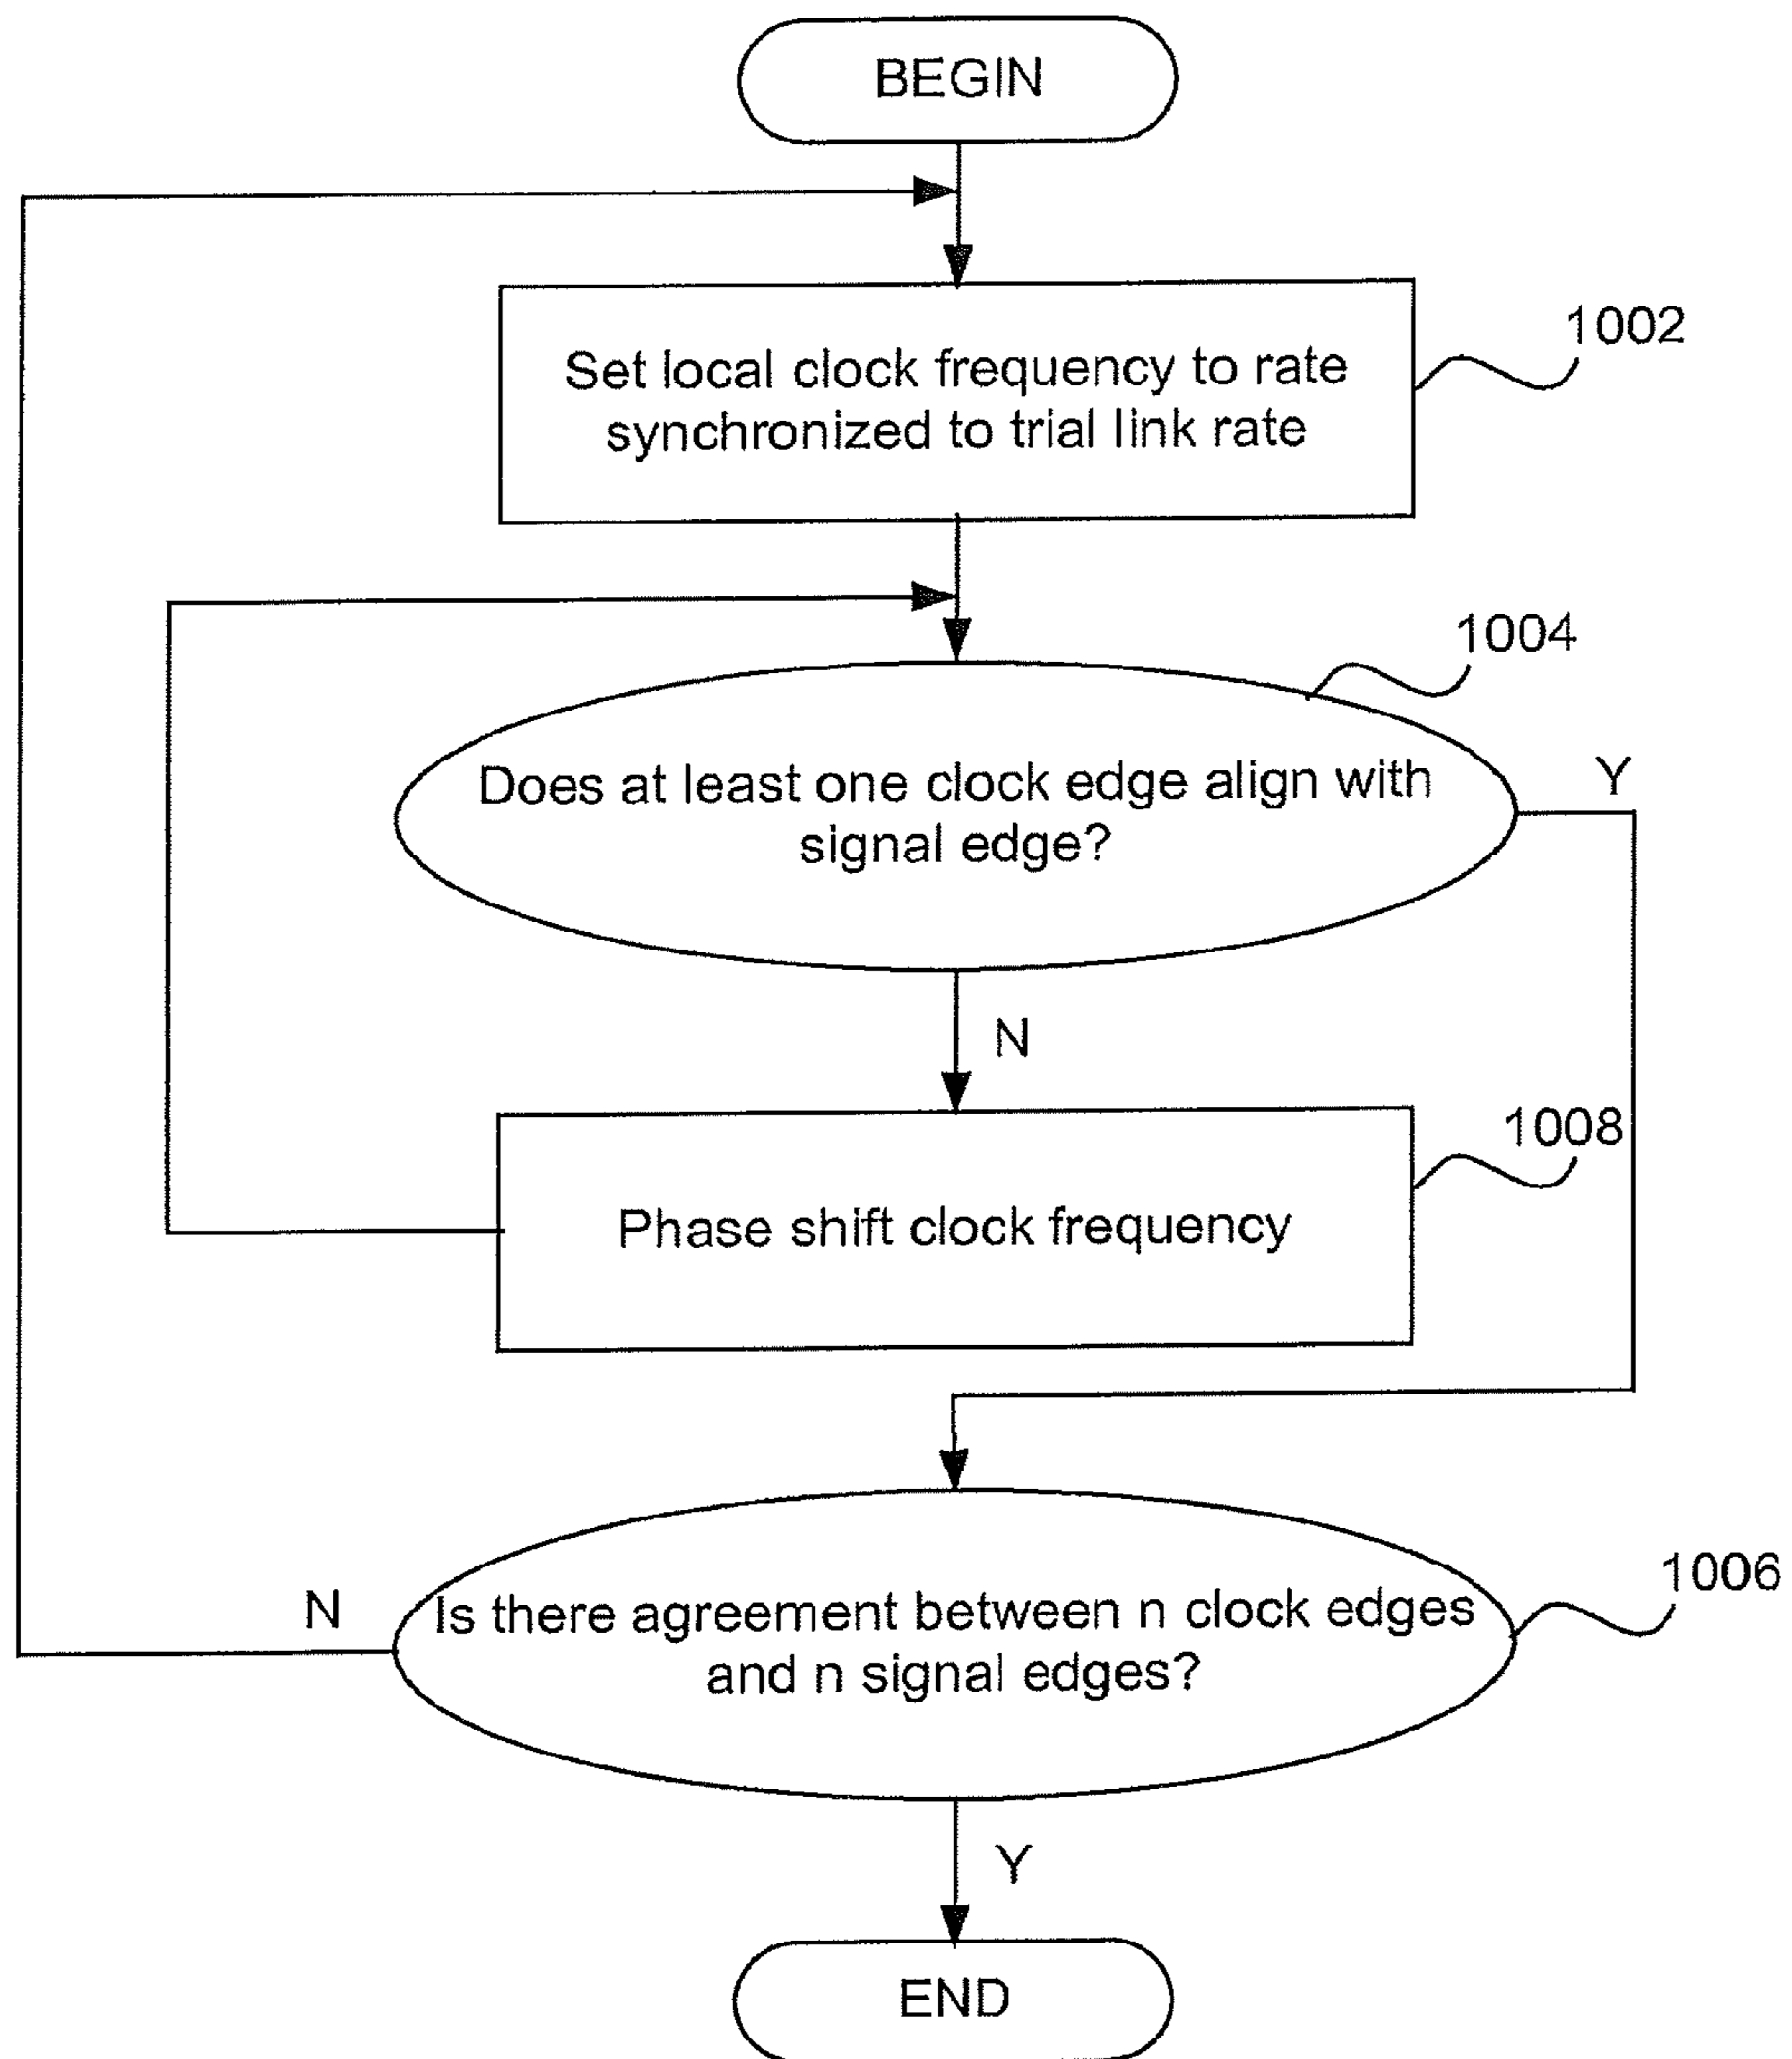 BEGIN
Set local clock frequency to rate
synchronized to trial link rate
1002
Does at least one clock edge align with
signal edge?
1004
Y
N
Phase shift clock frequency
1008
Is there agreement between n clock edges
and n signal edges?
1006
N
Y
END